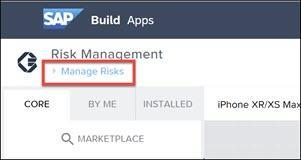 SAP Build Apps
Risk Management
› Manage Risks
CORE BY ME INSTALLED iPhone XR/XS Max
MARKETPLACE